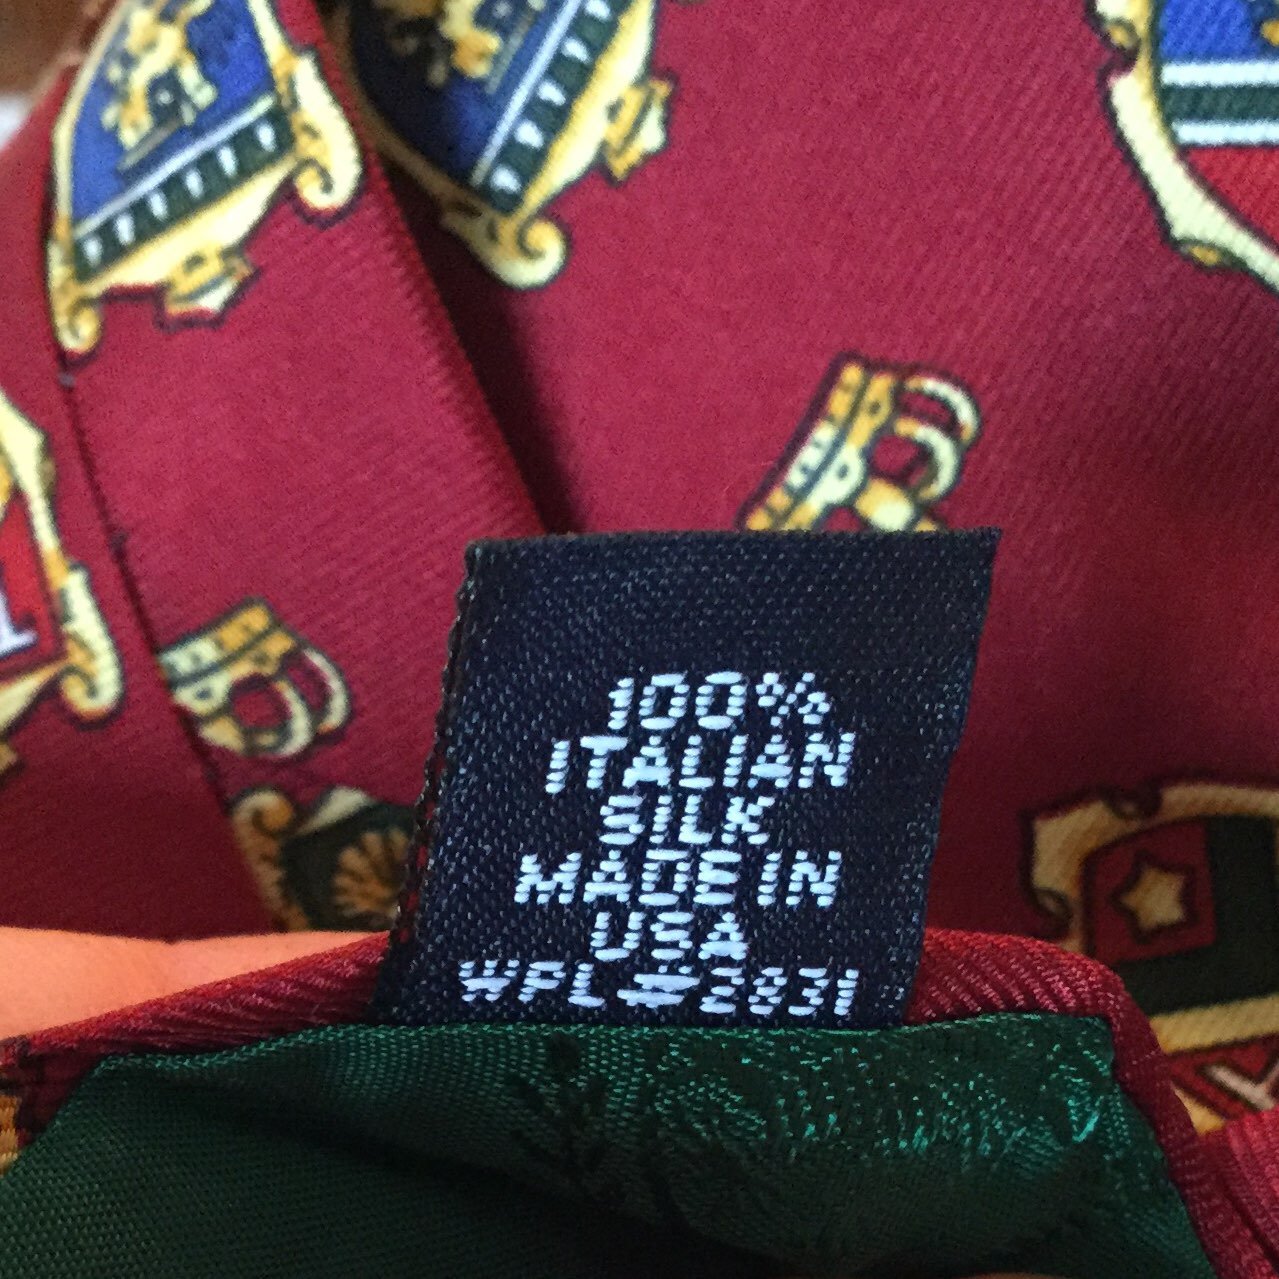 100%
ITALIAN
SILK
MADE IN
USA
WPL # 2831